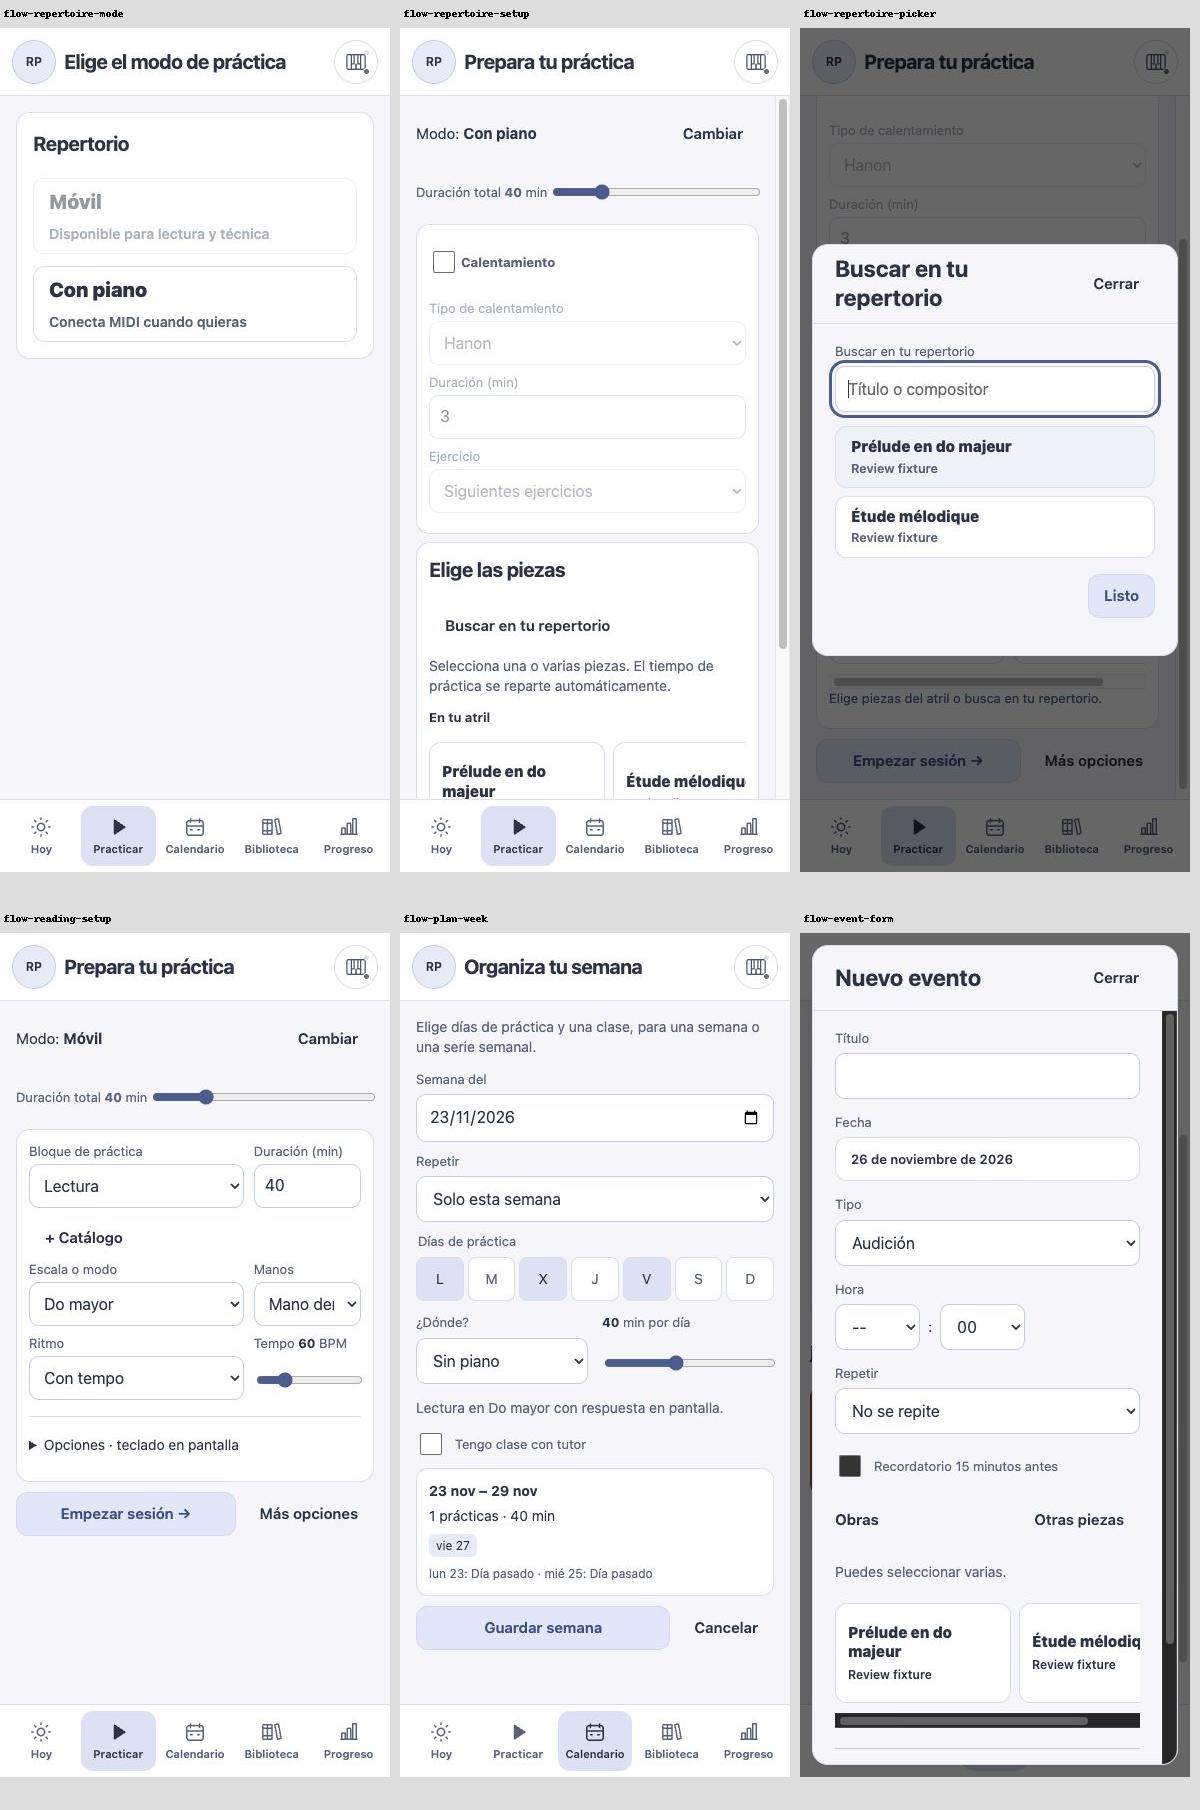 flow-repertoire-mode
RP
Elige el modo de práctica
Repertorio
Móvil
Disponible para lectura y técnica
Con piano
Conecta MIDI cuando quieras
Hoy
Practicar
Calendario
Biblioteca
Progreso
flow-repertoire-setup
RP
Prepara tu práctica
Modo: Con piano
Cambiar
Duración total 40 min
Calentamiento
Tipo de calentamiento
Hanon
Duración (min)
3
Ejercicio
Siguientes ejercicios
Elige las piezas
Buscar en tu repertorio
Selecciona una o varias piezas. El tiempo de
práctica se reparte automáticamente.
En tu atril
Prélude en do
majeur
Étude mélodiqu
Hoy
Practicar
Calendario
Biblioteca
Progreso
flow-repertoire-picker
RP
Prepara tu práctica
Tipo de calentamiento
Hanon
Duración (min)
3
Buscar en tu
repertorio
Cerrar
Buscar en tu repertorio
Título o compositor
Prélude en do majeur
Review fixture
Étude mélodique
Review fixture
Listo
Elige piezas del atril o busca en tu repertorio.
Empezar sesión →
Más opciones
Hoy
Practicar
Calendario
Biblioteca
Progreso
flow-reading-setup
RP
Prepara tu práctica
Modo: Móvil
Cambiar
Duración total 40 min
Bloque de práctica
Duración (min)
Lectura
40
+ Catálogo
Escala o modo
Manos
Do mayor
Mano der
Ritmo
Tempo 60 BPM
Con tempo
Opciones · teclado en pantalla
Empezar sesión →
Más opciones
Hoy
Practicar
Calendario
Biblioteca
Progreso
flow-plan-week
RP
Organiza tu semana
Elige días de práctica y una clase, para una semana o
una serie semanal.
Semana del
23/11/2026
Repetir
Solo esta semana
Días de práctica
L
M
X
J
V
S
D
¿Dónde?
40 min por día
Sin piano
Lectura en Do mayor con respuesta en pantalla.
Tengo clase con tutor
23 nov – 29 nov
1 prácticas · 40 min
vie 27
lun 23: Día pasado · mié 25: Día pasado
Guardar semana
Cancelar
Hoy
Practicar
Calendario
Biblioteca
Progreso
flow-event-form
Nuevo evento
Cerrar
Título
Fecha
26 de noviembre de 2026
Tipo
Audición
Hora
--
:
00
Repetir
No se repite
Recordatorio 15 minutos antes
Obras
Otras piezas
Puedes seleccionar varias.
Prélude en do
majeur
Review fixture
Étude mélodiq
Review fixture